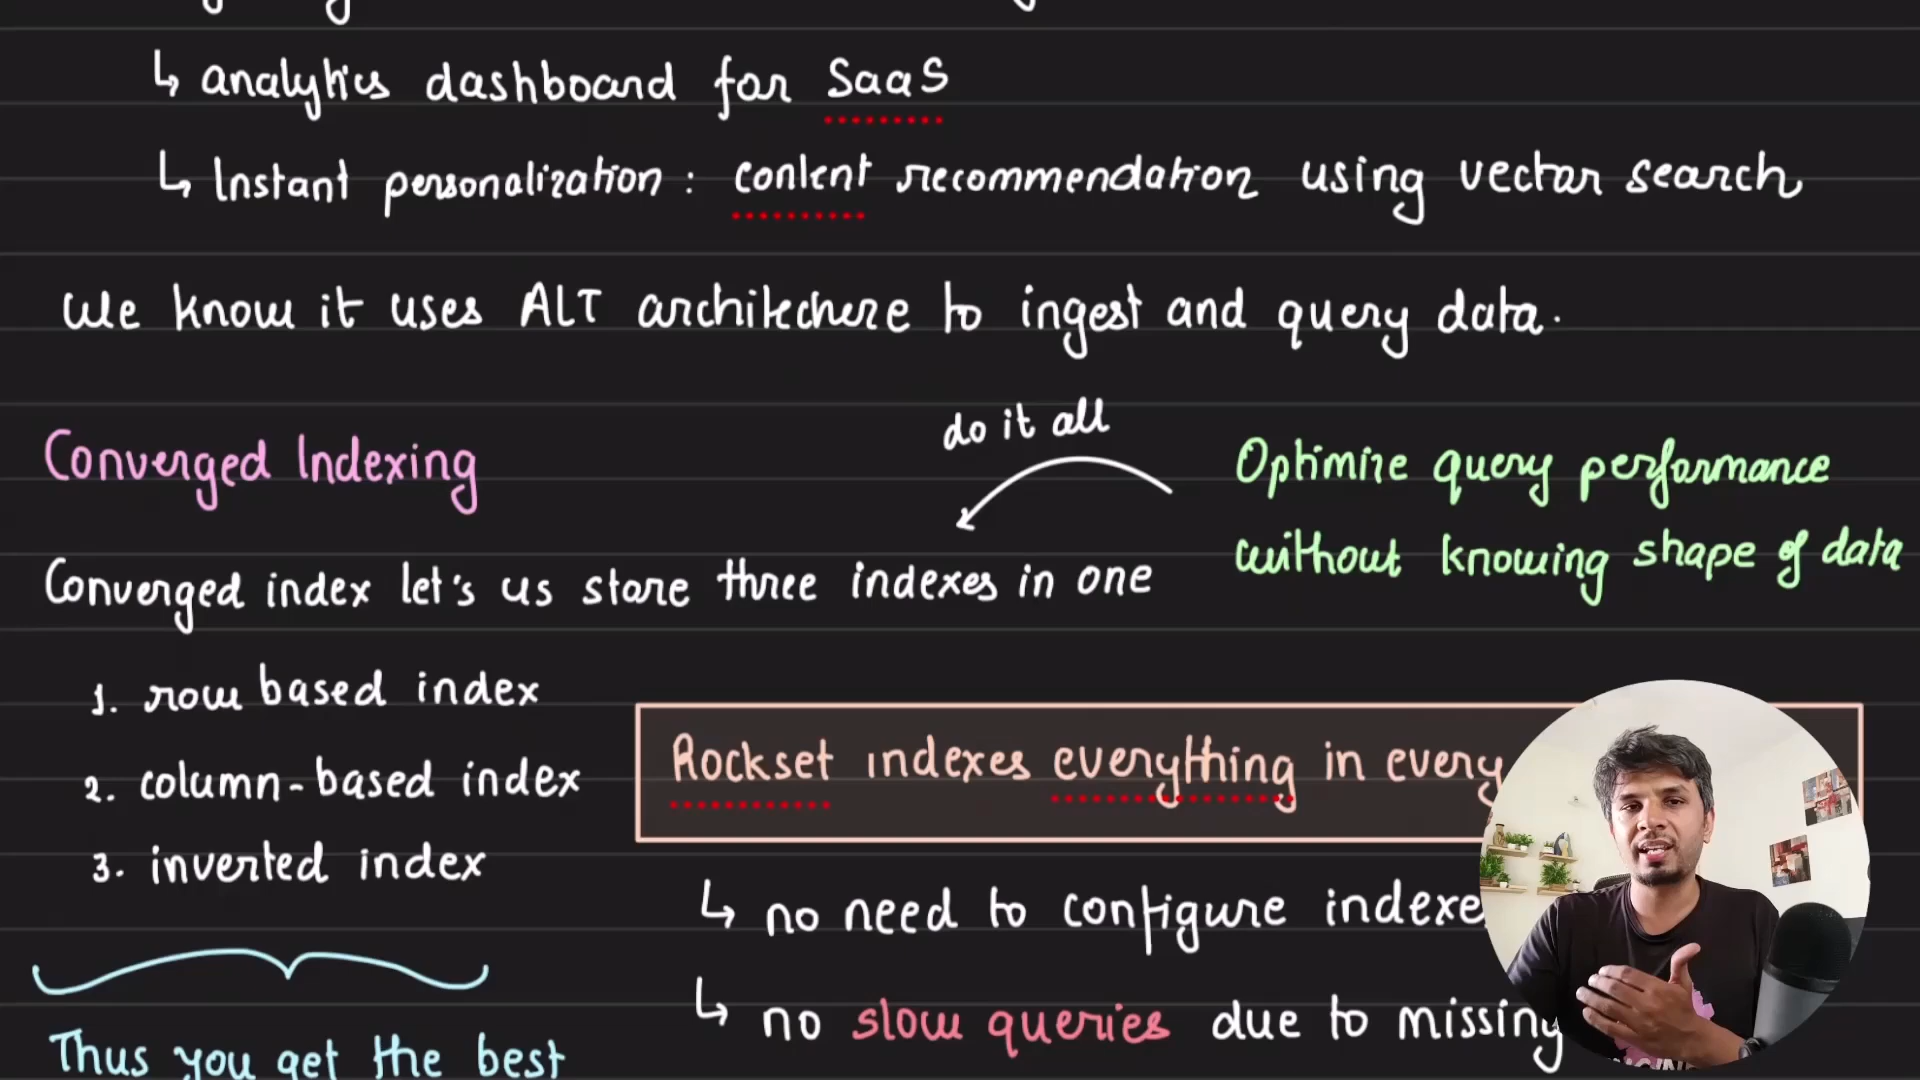 ↳ analytics dashboard for SaaS
↳ Instant personalization : content recommendation using vector search
We know it uses ALT architecture to ingest and query data.
do it all
Converged Indexing
Optimize query performance
without knowing shape of data
Converged index let's us store three indexes in one
1. row based index
2. column-based index
3. inverted index
Rockset indexes everything in every
↳ no need to configure
↳ no slow queries due to missing
Thus you get the best